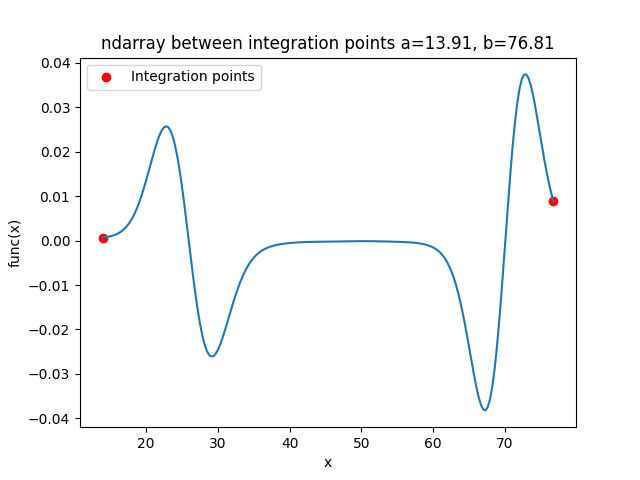 ndarray between integration points a=13.91, b=76.81
Integration points
0.04
0.03
0.02
0.01
0.00
−0.01
−0.02
−0.03
−0.04
func(x)
20 30 40 50 60 70
x